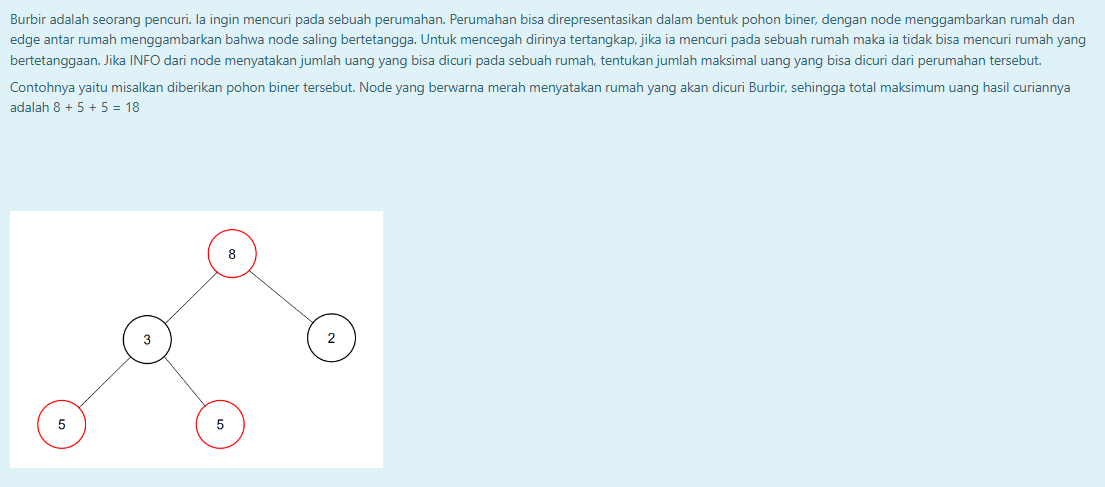 Burbir adalah seorang pencuri. Ia ingin mencuri pada sebuah perumahan. Perumahan bisa direpresentasikan dalam bentuk pohon biner, dengan node menggambarkan rumah dan
edge antar rumah menggambarkan bahwa node saling bertetangga. Untuk mencegah dirinya tertangkap, jika ia mencuri pada sebuah rumah maka ia tidak bisa mencuri rumah yang
bertetanggaan. Jika INFO dari node menyatakan jumlah uang yang bisa dicuri pada sebuah rumah, tentukan jumlah maksimal uang yang bisa dicuri dari perumahan tersebut.
Contohnya yaitu misalkan diberikan pohon biner tersebut. Node yang berwarna merah menyatakan rumah yang akan dicuri Burbir, sehingga total maksimum uang hasil curiannya
adalah 8 + 5 + 5 = 18
8
3
2
5
5